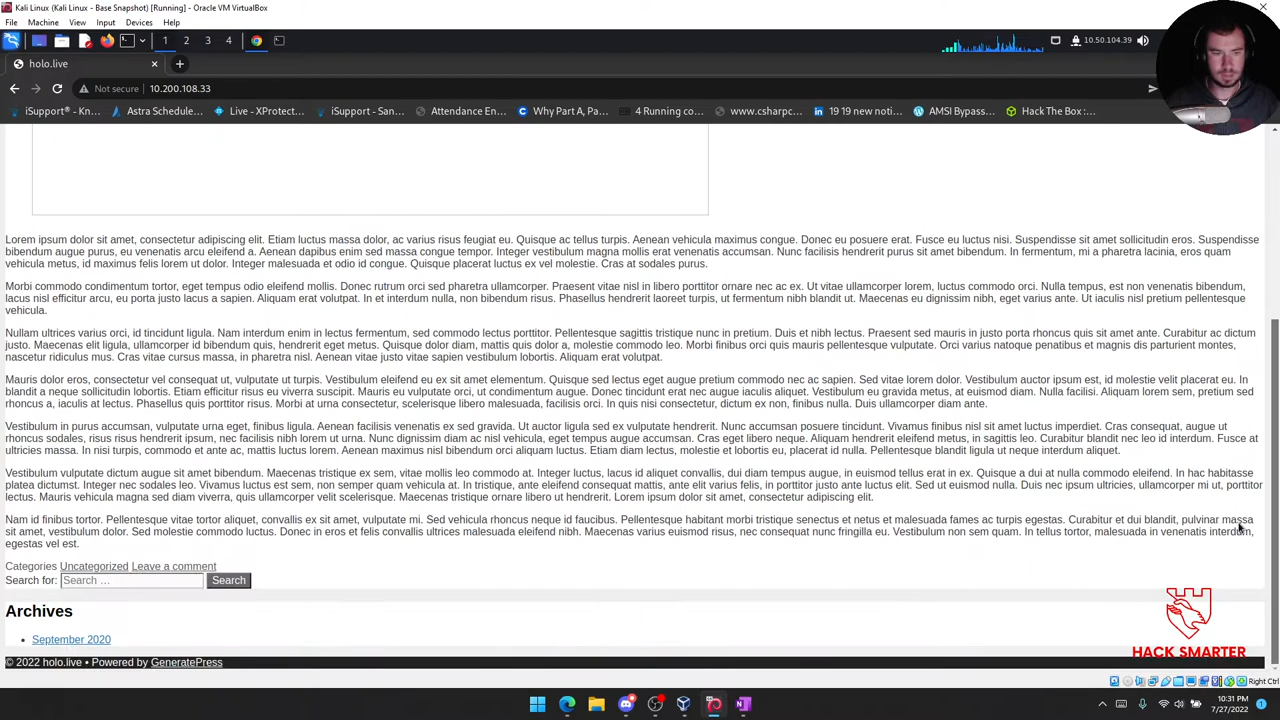 Kali Linux (Kali Linux - Base Snapshot) [Running] - Oracle VM VirtualBox
File Machine View Input Devices Help
1 2 3 4
10.50.104.39
holo.live
Not secure 10.200.108.33
iSupport® - Kn... Astra Schedule... Live - XProtect... iSupport - San... Attendance En... Why Part A, Pa... 4 Running co... www.csharpc... 19 19 new noti... AMSI Bypass... Hack The Box :...
Lorem ipsum dolor sit amet, consectetur adipiscing elit. Etiam luctus massa dolor, ac varius risus feugiat eu. Quisque ac tellus turpis. Aenean vehicula maximus congue. Donec eu posuere erat. Fusce eu luctus nisi. Suspendisse sit amet sollicitudin eros. Suspendisse
bibendum augue purus, eu venenatis arcu eleifend a. Aenean dapibus enim sed massa congue tempor. Integer vestibulum magna mollis erat venenatis accumsan. Nunc facilisis hendrerit purus sit amet bibendum. In fermentum, mi a pharetra lacinia, eros quam
vehicula metus, id maximus felis lorem ut dolor. Integer malesuada et odio id congue. Quisque placerat luctus ex vel molestie. Cras at sodales purus.
Morbi commodo condimentum tortor, eget tempus odio eleifend mollis. Donec rutrum orci sed pharetra ullamcorper. Praesent vitae nisl in libero porttitor ornare nec ac ex. Ut vitae ullamcorper lorem, luctus commodo orci. Nulla tempus, est non venenatis bibendum,
lacus nisl efficitur arcu, eu porta justo lacus a sapien. Aliquam erat volutpat. In et interdum nulla, non bibendum risus. Phasellus hendrerit laoreet turpis, ut fermentum nibh blandit ut. Maecenas eu dignissim nibh, eget varius ante. Ut iaculis nisl pretium pellentesque
vehicula.
Nullam ultrices varius orci, id tincidunt ligula. Nam interdum enim in lectus fermentum, sed commodo lectus porttitor. Pellentesque sagittis tristique nunc in pretium. Duis et nibh lectus. Praesent sed mauris in justo porta rhoncus quis sit amet ante. Curabitur ac dictum
justo. Maecenas elit ligula, ullamcorper id bibendum quis, hendrerit eget metus. Quisque dolor diam, mattis quis dolor a, molestie commodo leo. Morbi finibus orci quis mauris pellentesque vulputate. Orci varius natoque penatibus et magnis dis parturient montes,
nascetur ridiculus mus. Cras vitae cursus massa, in pharetra nisl. Aenean vitae justo vitae sapien vestibulum lobortis. Aliquam erat volutpat.
Mauris dolor eros, consectetur vel consequat ut, vulputate ut turpis. Vestibulum eleifend eu ex sit amet elementum. Quisque sed lectus eget augue pretium commodo nec ac sapien. Sed vitae lorem dolor. Vestibulum auctor ipsum est, id molestie velit placerat eu. In
blandit a neque sollicitudin lobortis. Etiam efficitur risus eu viverra suscipit. Mauris eu vulputate orci, ut condimentum augue. Donec tincidunt erat nec augue iaculis aliquet. Vestibulum eu gravida metus, at euismod diam. Nulla facilisi. Aliquam lorem sem, pretium sed
rhoncus a, iaculis at lectus. Phasellus quis porttitor risus. Morbi at urna consectetur, scelerisque libero malesuada, facilisis orci. In quis nisi consectetur, dictum ex non, finibus nulla. Duis ullamcorper diam ante.
Vestibulum in purus accumsan, vulputate urna eget, finibus ligula. Aenean facilisis venenatis ex sed gravida. Ut auctor ligula sed ex vulputate hendrerit. Nunc accumsan posuere tincidunt. Vivamus finibus nisl sit amet luctus imperdiet. Cras consequat, augue ut
rhoncus sodales, risus risus hendrerit ipsum, nec facilisis nibh lorem ut urna. Nunc dignissim diam ac nisl vehicula, eget tempus augue accumsan. Cras eget libero neque. Aliquam hendrerit eleifend metus, in sagittis leo. Curabitur blandit nec leo id interdum. Fusce at
ultricies massa. In nisi turpis, commodo et ante ac, mattis luctus lorem. Aenean maximus nisl bibendum orci aliquam luctus. Etiam diam lectus, molestie et lobortis eu, placerat id nulla. Pellentesque blandit ligula ut neque interdum aliquet.
Vestibulum vulputate dictum augue sit amet bibendum. Maecenas tristique ex sem, vitae mollis leo commodo at. Integer luctus, lacus id aliquet convallis, dui diam tempus augue, in euismod tellus erat in ex. Quisque a dui at nulla commodo eleifend. In hac habitasse
platea dictumst. Integer nec sodales leo. Vivamus luctus est sem, non semper quam vehicula at. In tristique, ante eleifend consequat mattis, ante elit varius felis, in porttitor justo ante luctus elit. Sed ut euismod nulla. Duis nec ipsum ultricies, ullamcorper mi ut, porttitor
lectus. Mauris vehicula magna sed diam viverra, quis ullamcorper velit scelerisque. Maecenas tristique ornare libero ut hendrerit. Lorem ipsum dolor sit amet, consectetur adipiscing elit.
Nam id finibus tortor. Pellentesque vitae tortor aliquet, convallis ex sit amet, vulputate mi. Sed vehicula rhoncus neque id faucibus. Pellentesque habitant morbi tristique senectus et netus et malesuada fames ac turpis egestas. Curabitur et dui blandit, pulvinar massa
sit amet, vestibulum dolor. Sed molestie commodo luctus. Donec in eros et felis convallis ultrices malesuada eleifend nibh. Maecenas varius euismod risus, nec consequat nunc fringilla eu. Vestibulum non sem quam. In tellus tortor, malesuada in venenatis interdum,
egestas vel est.
Categories Uncategorized Leave a comment
Search for: Search … Search
Archives
September 2020
HACK SMARTER
© 2022 holo.live • Powered by GeneratePress
Right Ctrl
10:31 PM
7/27/2022